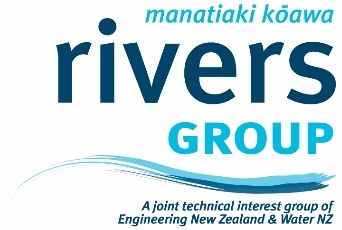 manatiaki kōawa
rivers
GROUP
A joint technical interest group of
Engineering New Zealand & Water NZ